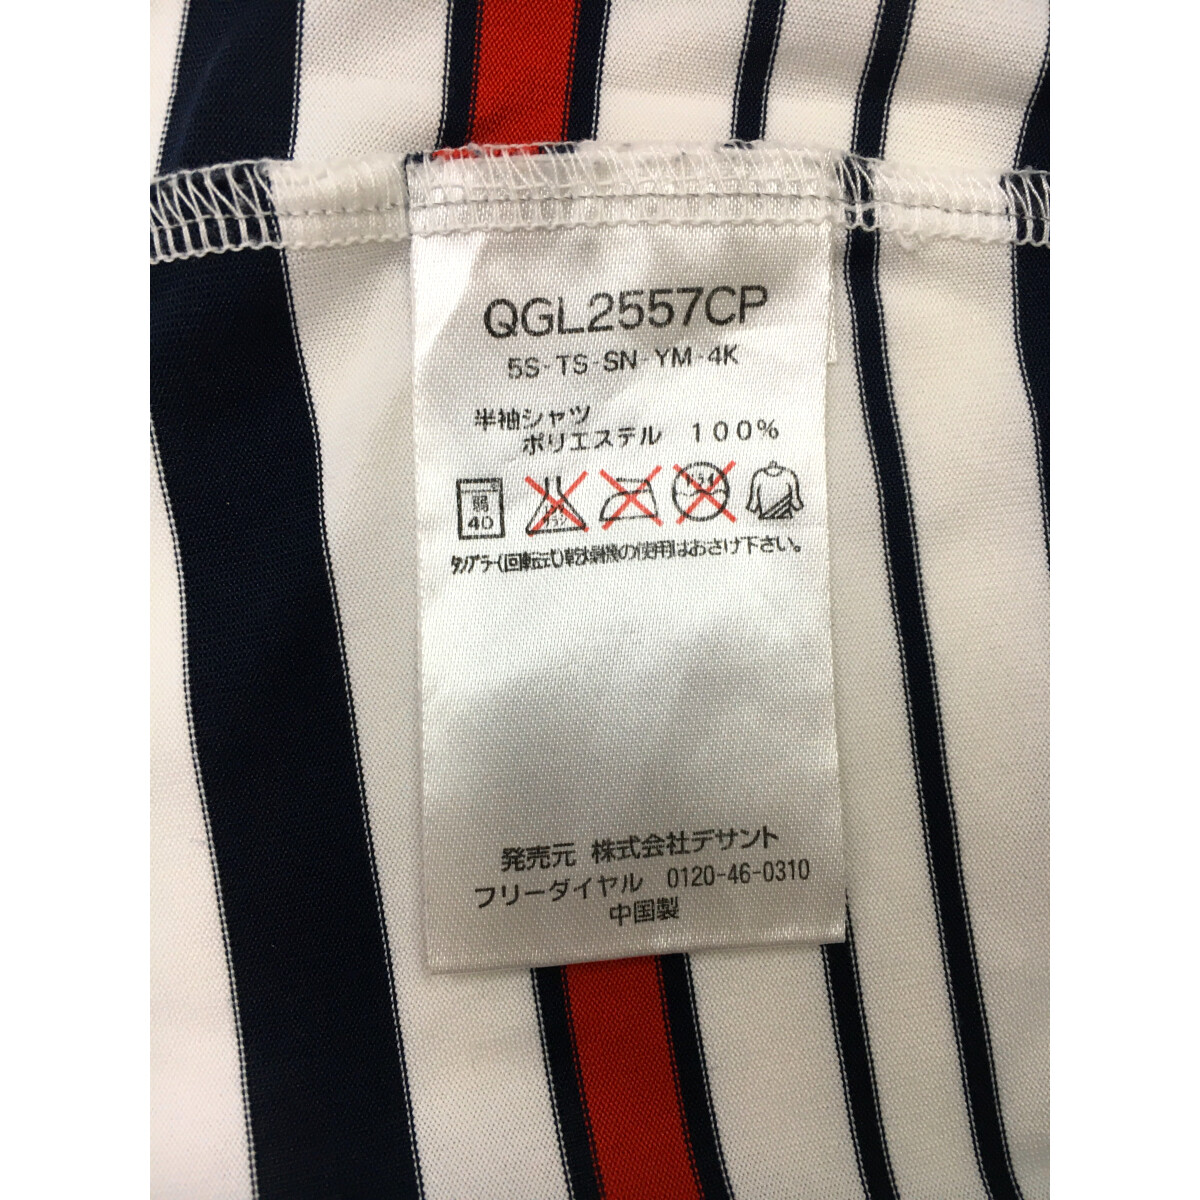 QGL2557CP
5S-TS-SN-YM-4K
半袖シャツ
ポリエステル 100%
弱
40
タンブラー(回転式)乾燥機の使用はおさけ下さい。
発売元 株式会社デサント
フリーダイヤル 0120-46-0310
中国製